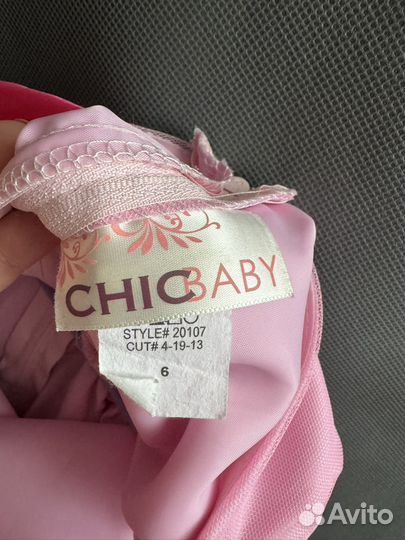 CHIC BABY
STYLE# 20107
CUT# 4-19-13
6
Avito